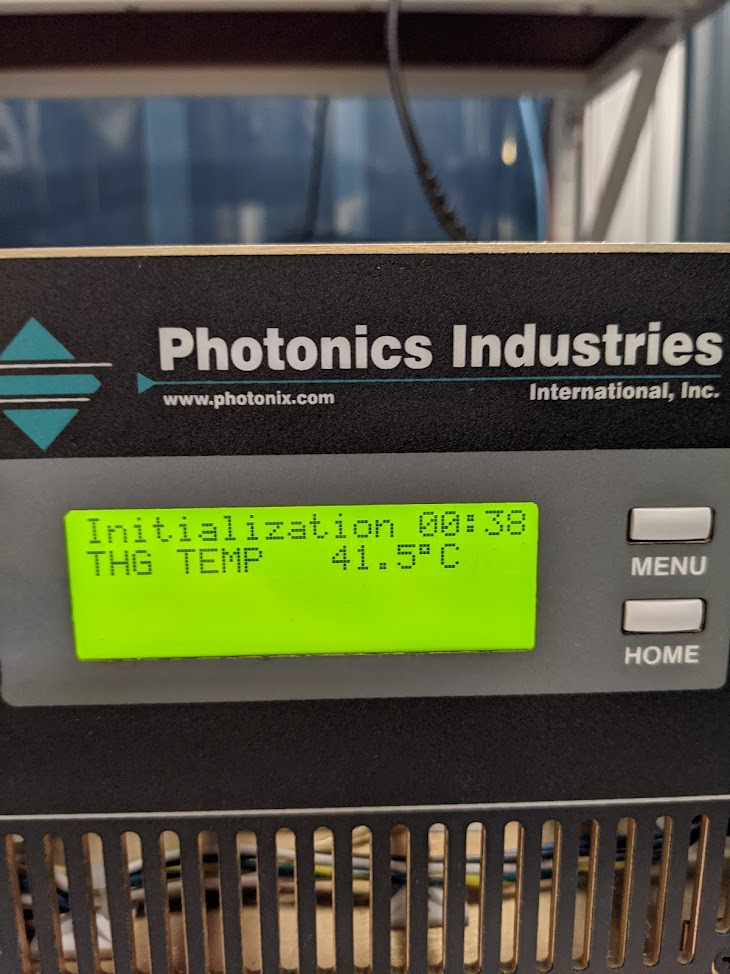 Photonics Industries
www.photonix.com
International, Inc.
Initialization 00:38
THG TEMP 41.5°C
MENU
HOME